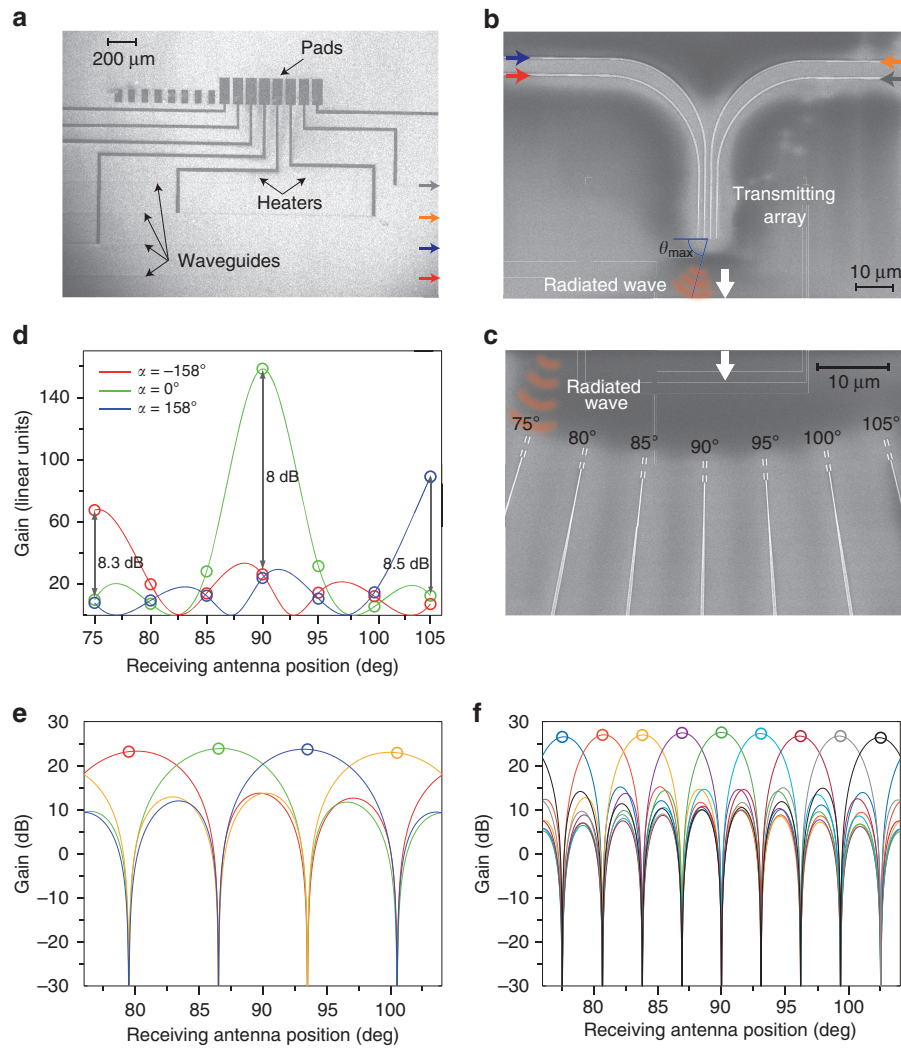 a
200 μm
Pads
Heaters
Waveguides
b
Transmitting
array
θmax
Radiated wave
10 μm
d
α = –158°
α = 0°
α = 158°
8.3 dB
8 dB
8.5 dB
140
100
60
20
75 80 85 90 95 100 105
Gain (linear units)
Receiving antenna position (deg)
c
Radiated
wave
10 μm
75° 80° 85° 90° 95° 100° 105°
e
30
20
10
0
–10
–20
–30
80 85 90 95 100
Gain (dB)
Receiving antenna position (deg)
f
30
20
10
0
–10
–20
–30
80 85 90 95 100
Gain (dB)
Receiving antenna position (deg)